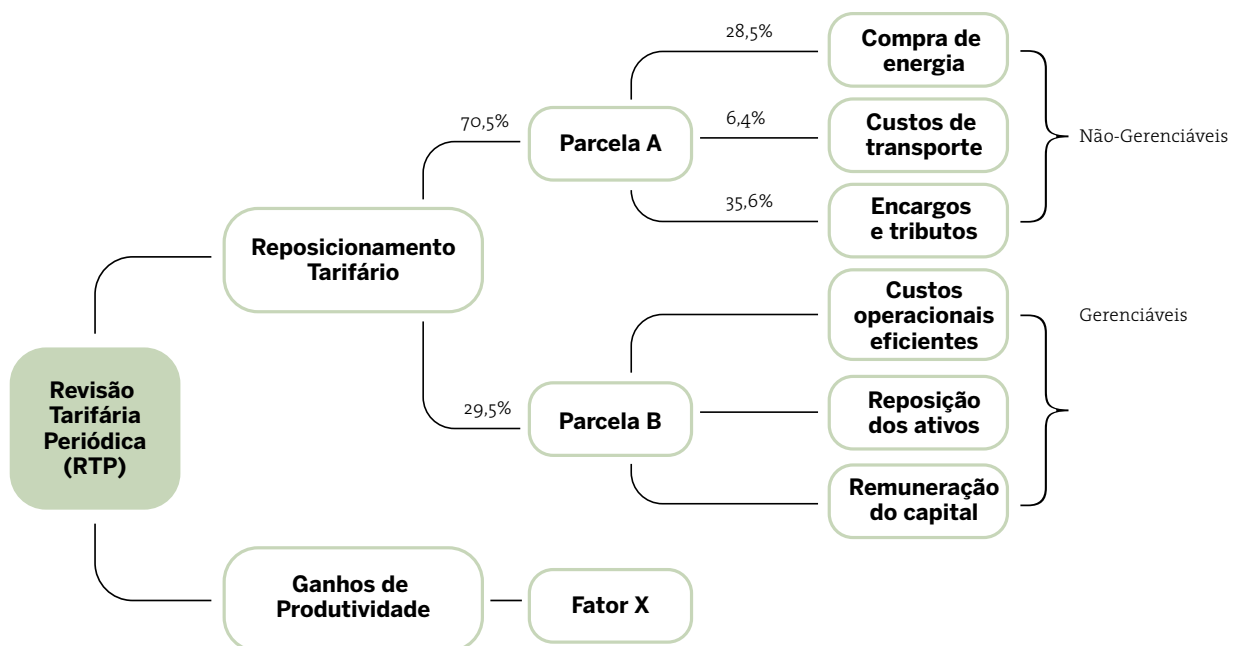 28,5%
Compra de
energia
70,5%
Parcela A
6,4%
Custos de
transporte
Não-Gerenciáveis
35,6%
Encargos
e tributos
Reposicionamento
Tarifário
Custos
operacionais
eficientes
Gerenciáveis
Revisão
Tarifária
Periódica
(RTP)
29,5%
Parcela B
Reposição
dos ativos
Remuneração
do capital
Ganhos de
Produtividade
Fator X